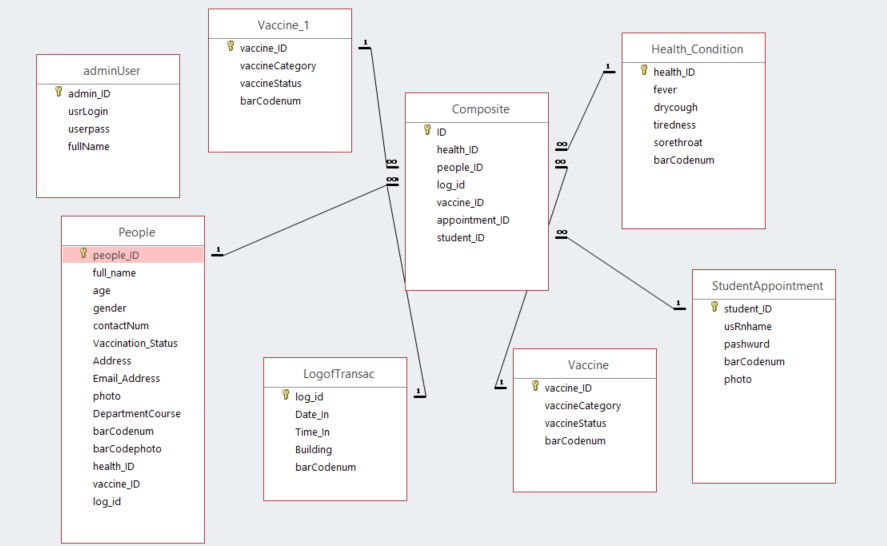 adminUser
admin_ID
usrLogin
userpass
fullName
Vaccine_1
vaccine_ID
vaccineCategory
vaccineStatus
barCodenum
1
∞
∞
Composite
ID
health_ID
people_ID
log_id
vaccine_ID
appointment_ID
student_ID
∞
∞
∞
1
Health_Condition
health_ID
fever
drycough
tiredness
sorethroat
barCodenum
People
people_ID
full_name
age
gender
contactNum
Vaccination_Status
Address
Email_Address
photo
DepartmentCourse
barCodenum
barCodephoto
health_ID
vaccine_ID
log_id
1
LogofTransac
log_id
Date_In
Time_In
Building
barCodenum
1
1
Vaccine
vaccine_ID
vaccineCategory
vaccineStatus
barCodenum
1
StudentAppointment
student_ID
usRnhame
pashwurd
barCodenum
photo